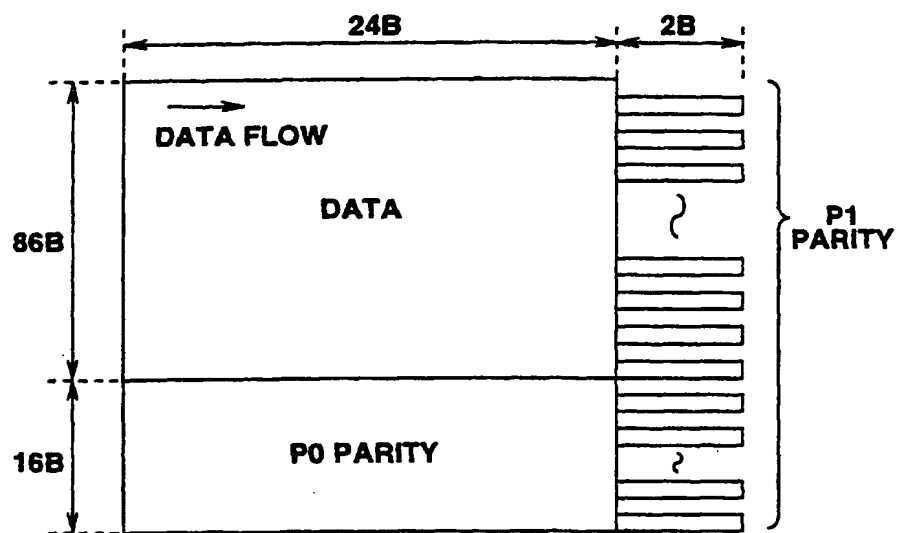 24B
2B
DATA FLOW
DATA
86B
P1
PARITY
16B
P0 PARITY